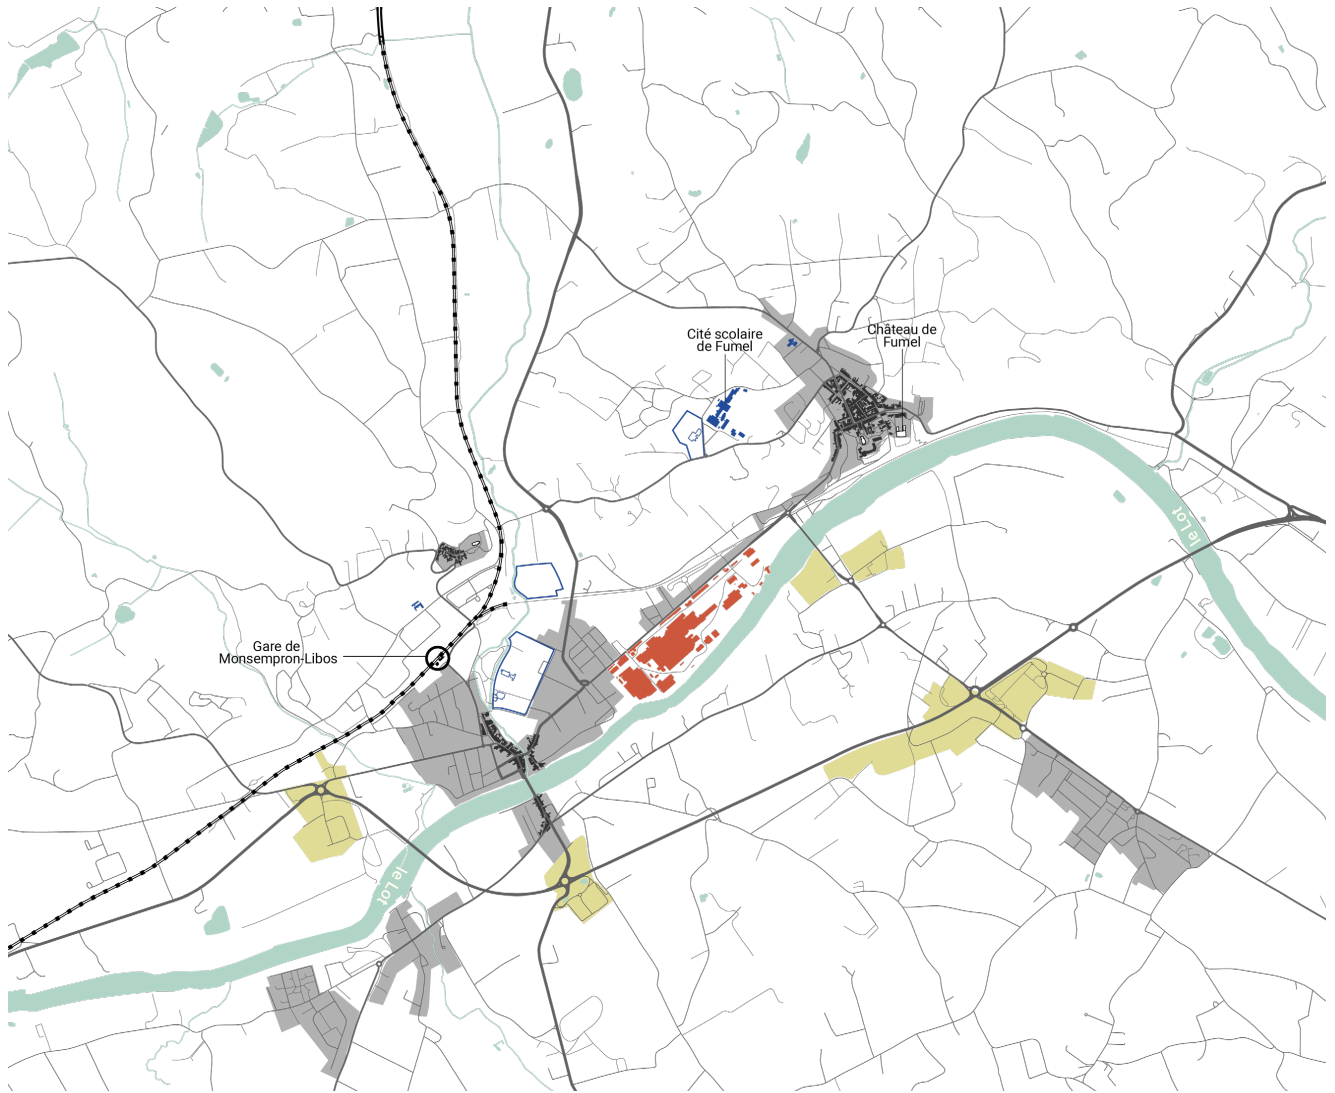 Cité scolaire
de Fumel
Château de
Fumel
le Lot
Gare de
Monsempron-Libos
le Lot